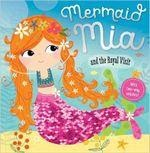 Mermaid
Mia
and the Royal Visit